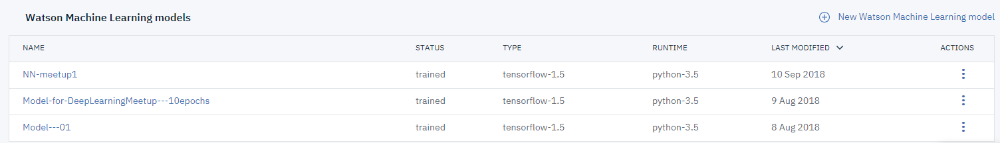 Watson Machine Learning models
New Watson Machine Learning model
NAME STATUS TYPE RUNTIME LAST MODIFIED ACTIONS
NN-meetup1 trained tensorflow-1.5 python-3.5 10 Sep 2018
Model-for-DeepLearningMeetup---10epochs trained tensorflow-1.5 python-3.5 9 Aug 2018
Model---01 trained tensorflow-1.5 python-3.5 8 Aug 2018